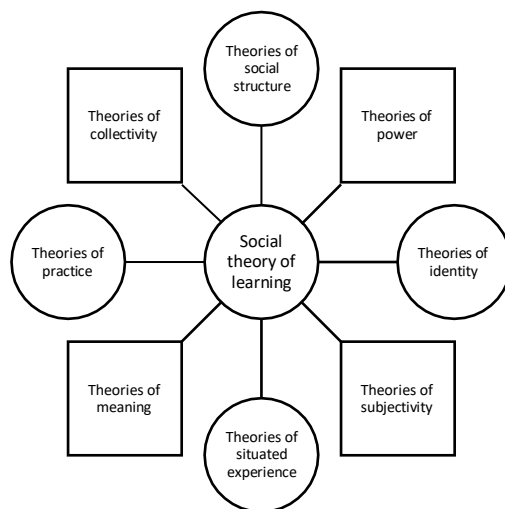 Theories of
social
structure
Theories of
collectivity
Theories of
power
Theories of
practice
Social
theory of
learning
Theories of
identity
Theories of
meaning
Theories of
subjectivity
Theories of
situated
experience